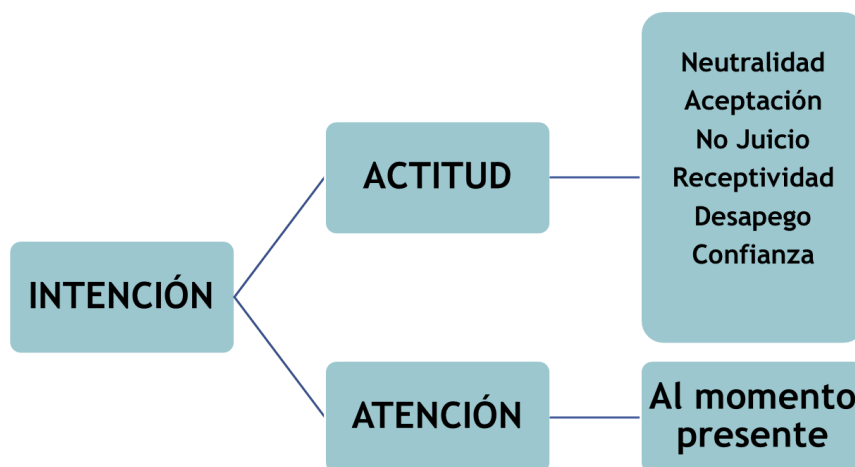 INTENCIÓN
ACTITUD
Neutralidad
Aceptación
No Juicio
Receptividad
Desapego
Confianza
ATENCIÓN
Al momento
presente